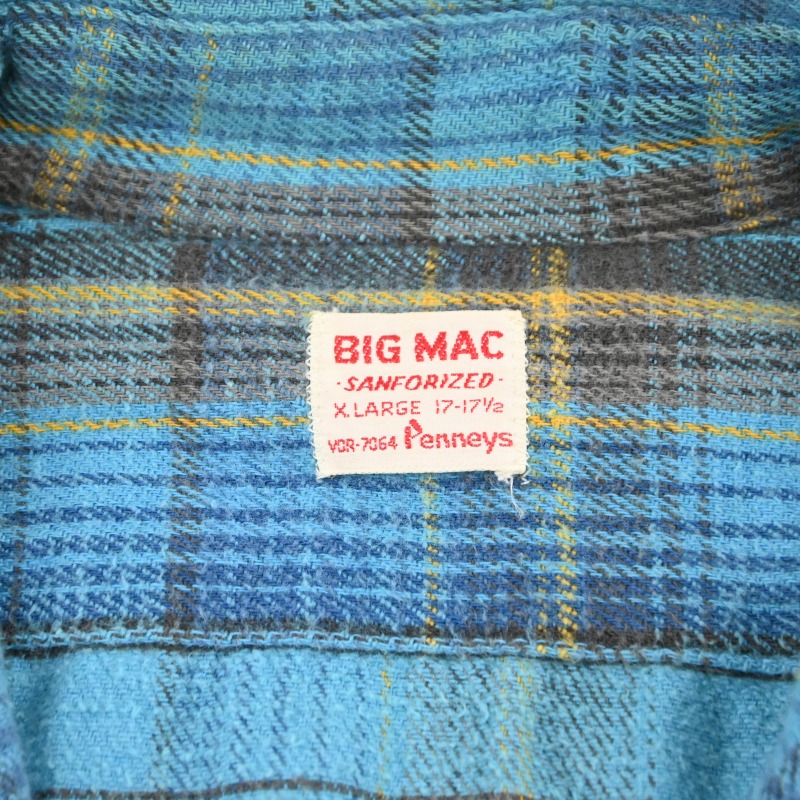 BIG MAC
·SANFORIZED·
X.LARGE 17-17½
VOR-7064 Penneys